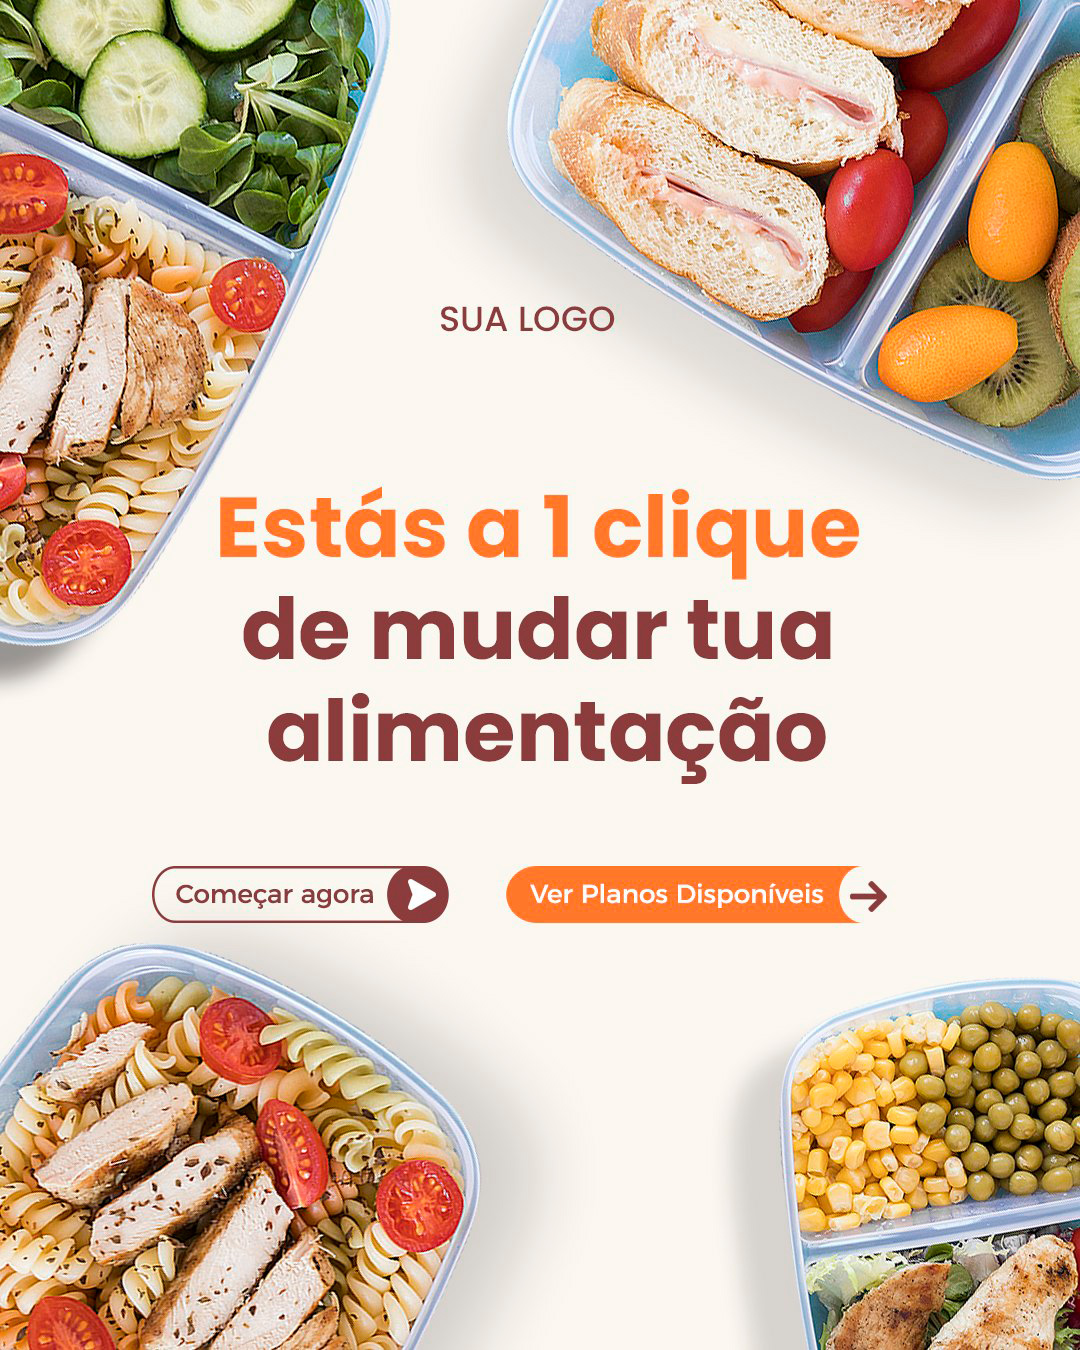 SUA LOGO
Estás a 1 clique
de mudar tua
alimentação
Começar agora
Ver Planos Disponíveis